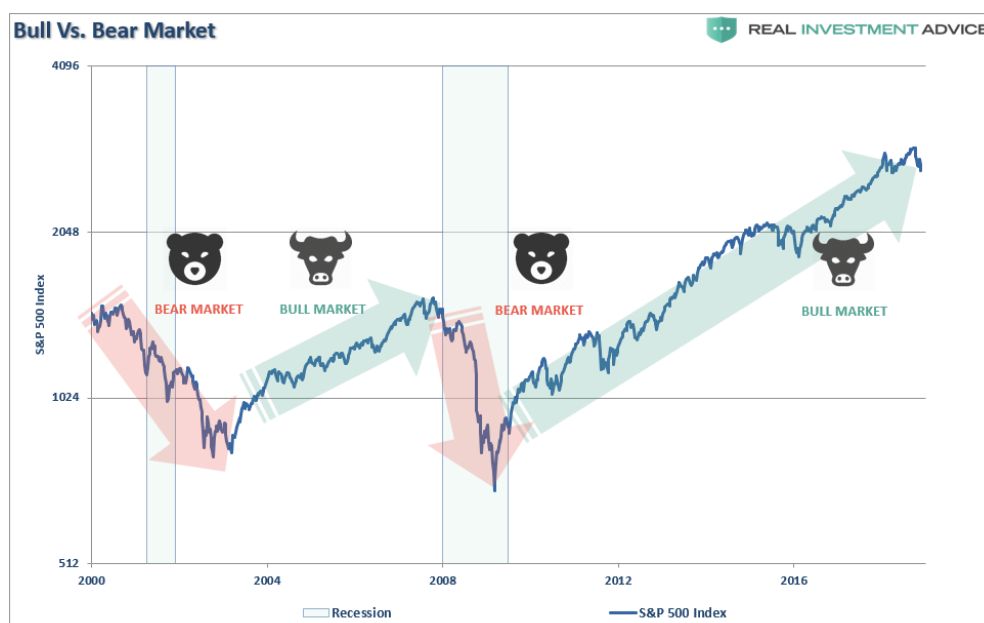 Bull Vs. Bear Market
REAL INVESTMENT ADVICE
4096
2048
1024
512
S&P 500 Index
BEAR MARKET
BULL MARKET
BEAR MARKET
BULL MARKET
2000
2004
2008
2012
2016
Recession
S&P 500 Index